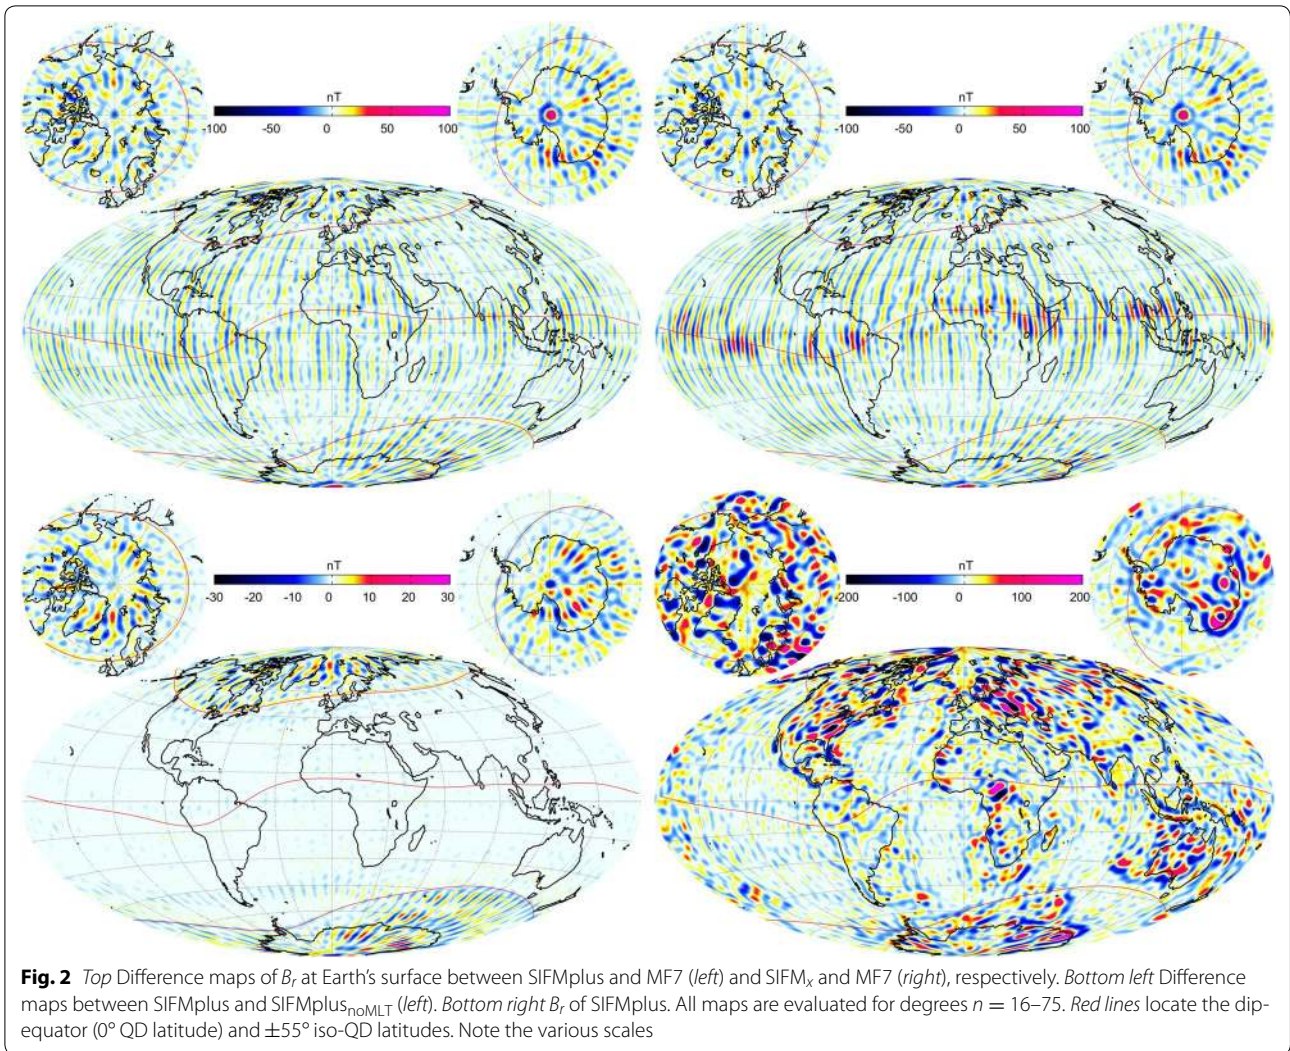 nT
-100 -50 0 50 100
nT
-100 -50 0 50 100
nT
-30 -20 -10 0 10 20 30
nT
-200 -100 0 100 200
Fig. 2 Top Difference maps of Br at Earth's surface between SIFMplus and MF7 (left) and SIFMx and MF7 (right), respectively. Bottom left Difference
maps between SIFMplus and SIFMplusnoMLT (left). Bottom right Br of SIFMplus. All maps are evaluated for degrees n = 16–75. Red lines locate the dip-
equator (0° QD latitude) and ±55° iso-QD latitudes. Note the various scales